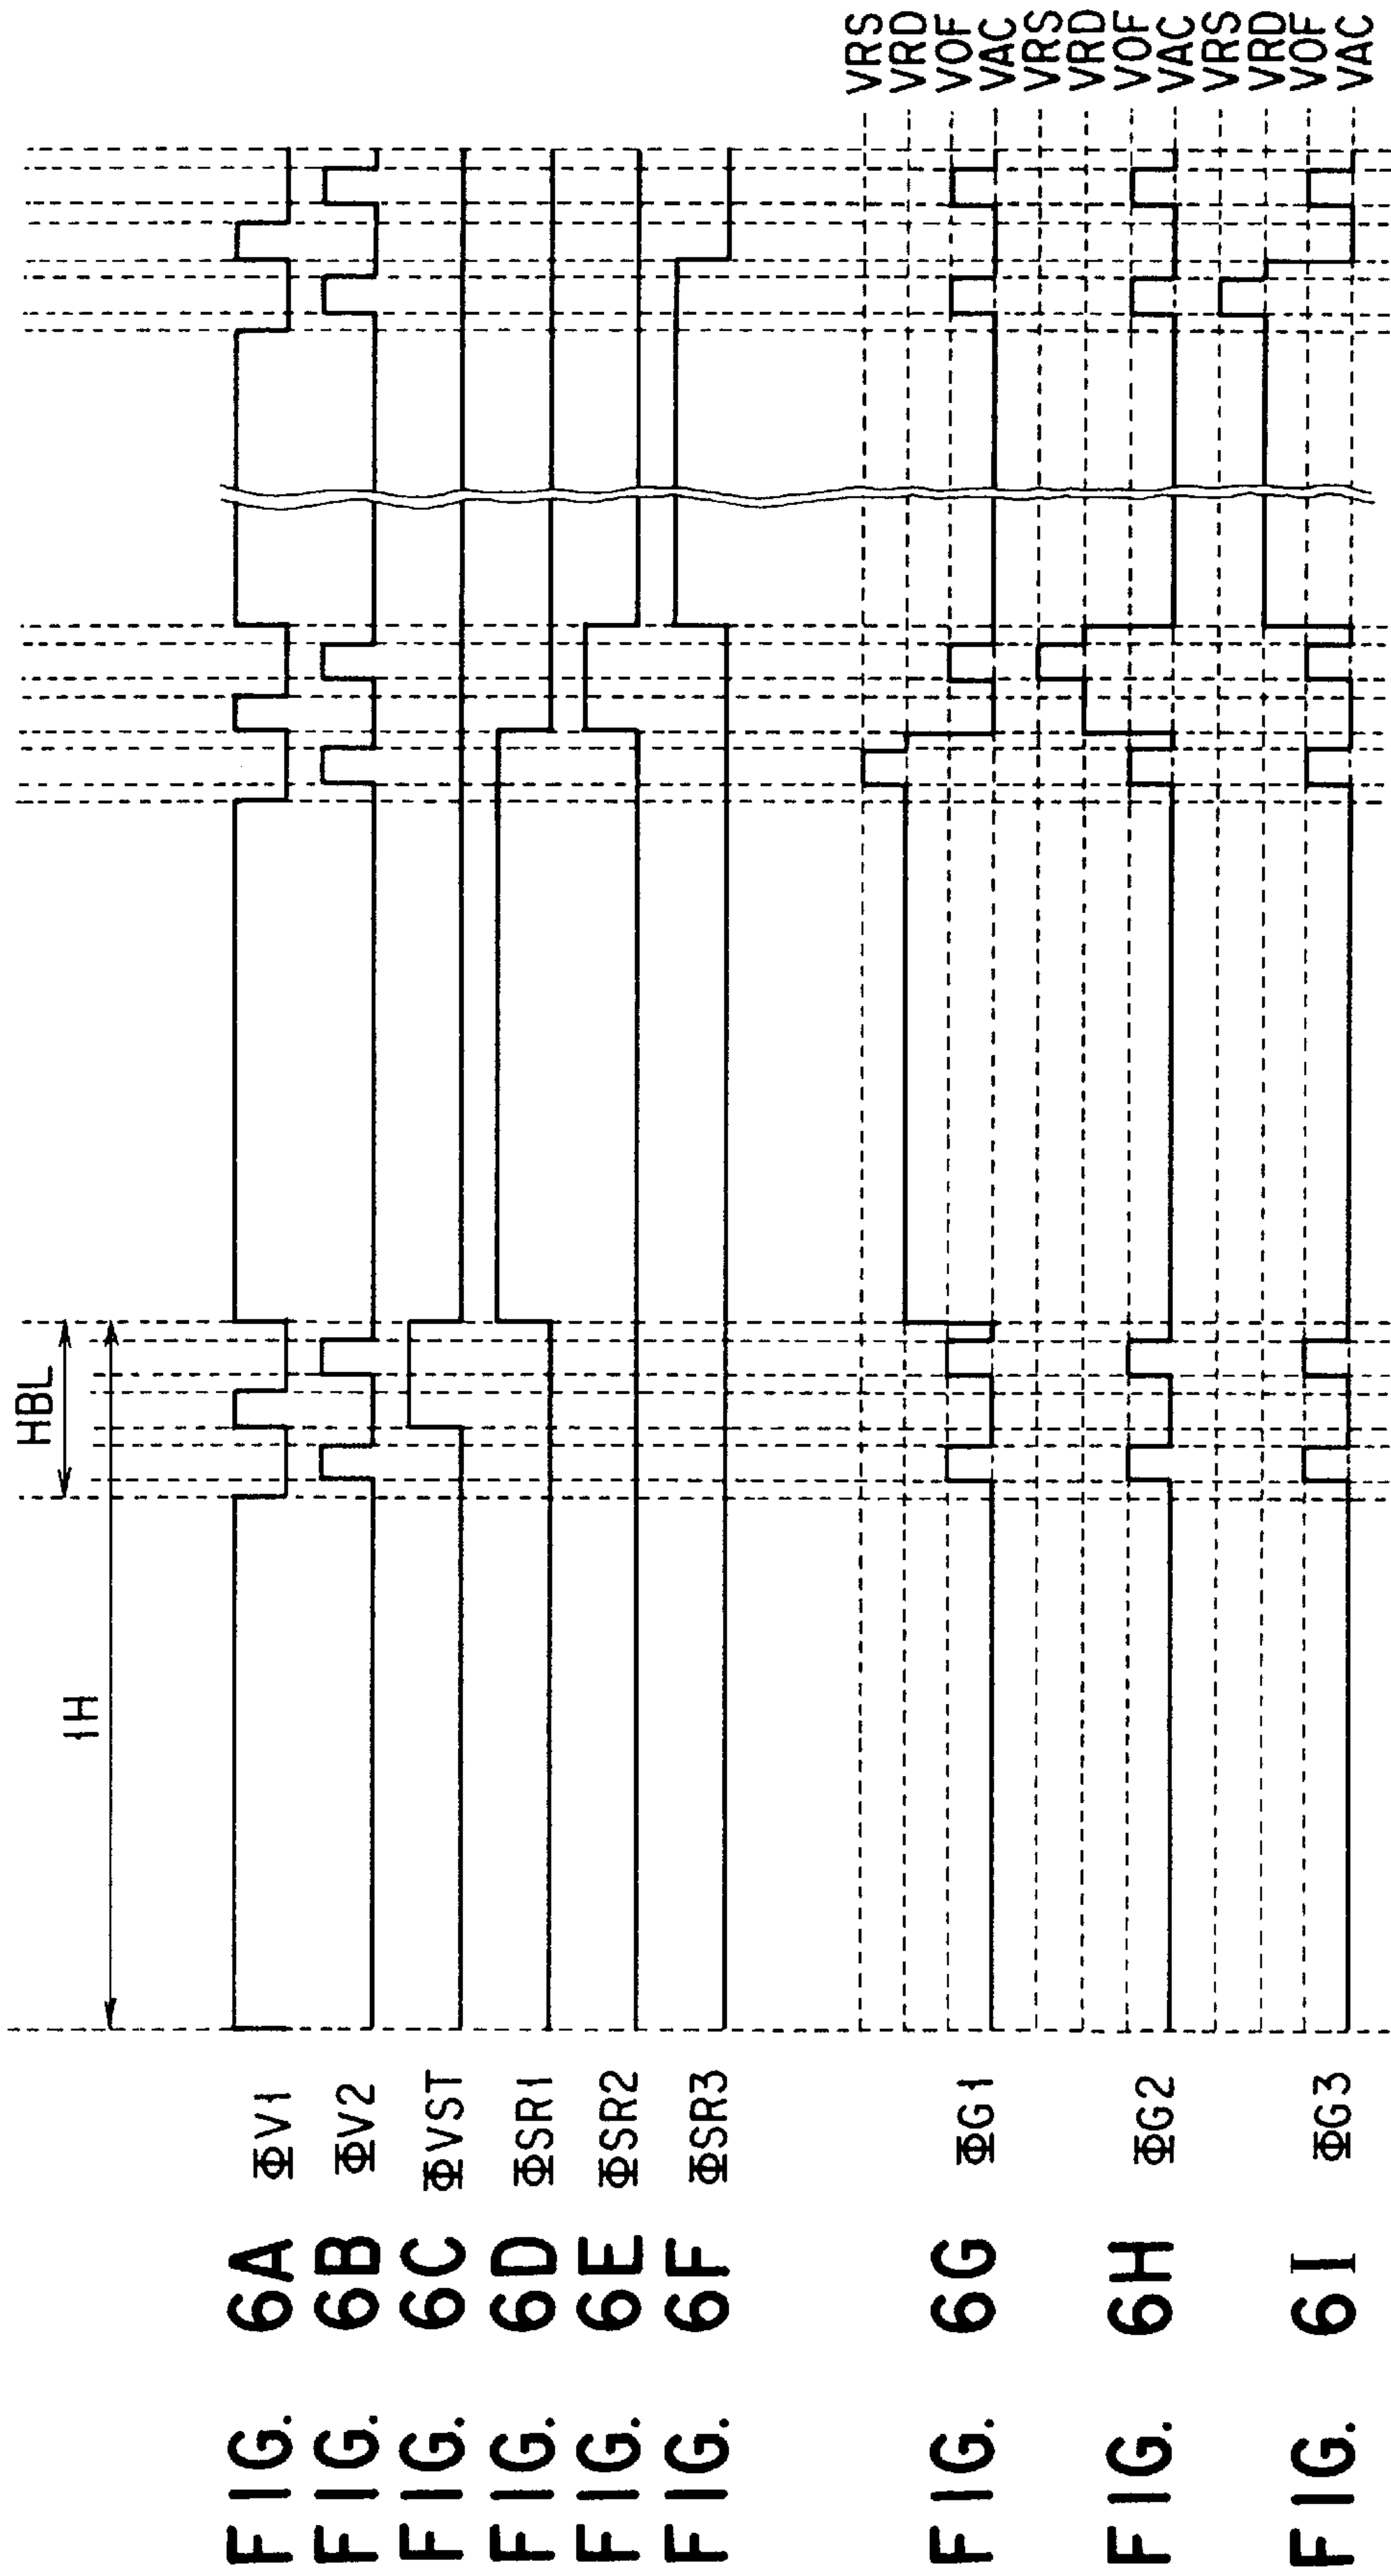 HBL
1H
FIG. 6A ΦV1
FIG. 6B ΦV2
FIG. 6C ΦVST
FIG. 6D ΦSR1
FIG. 6E ΦSR2
FIG. 6F ΦSR3
VRS
VRD
FIG. 6G ΦG1 VOF
VAC
VRS
VRD
FIG. 6H ΦG2 VOF
VAC
VRS
VRD
FIG. 6I ΦG3 VOF
VAC